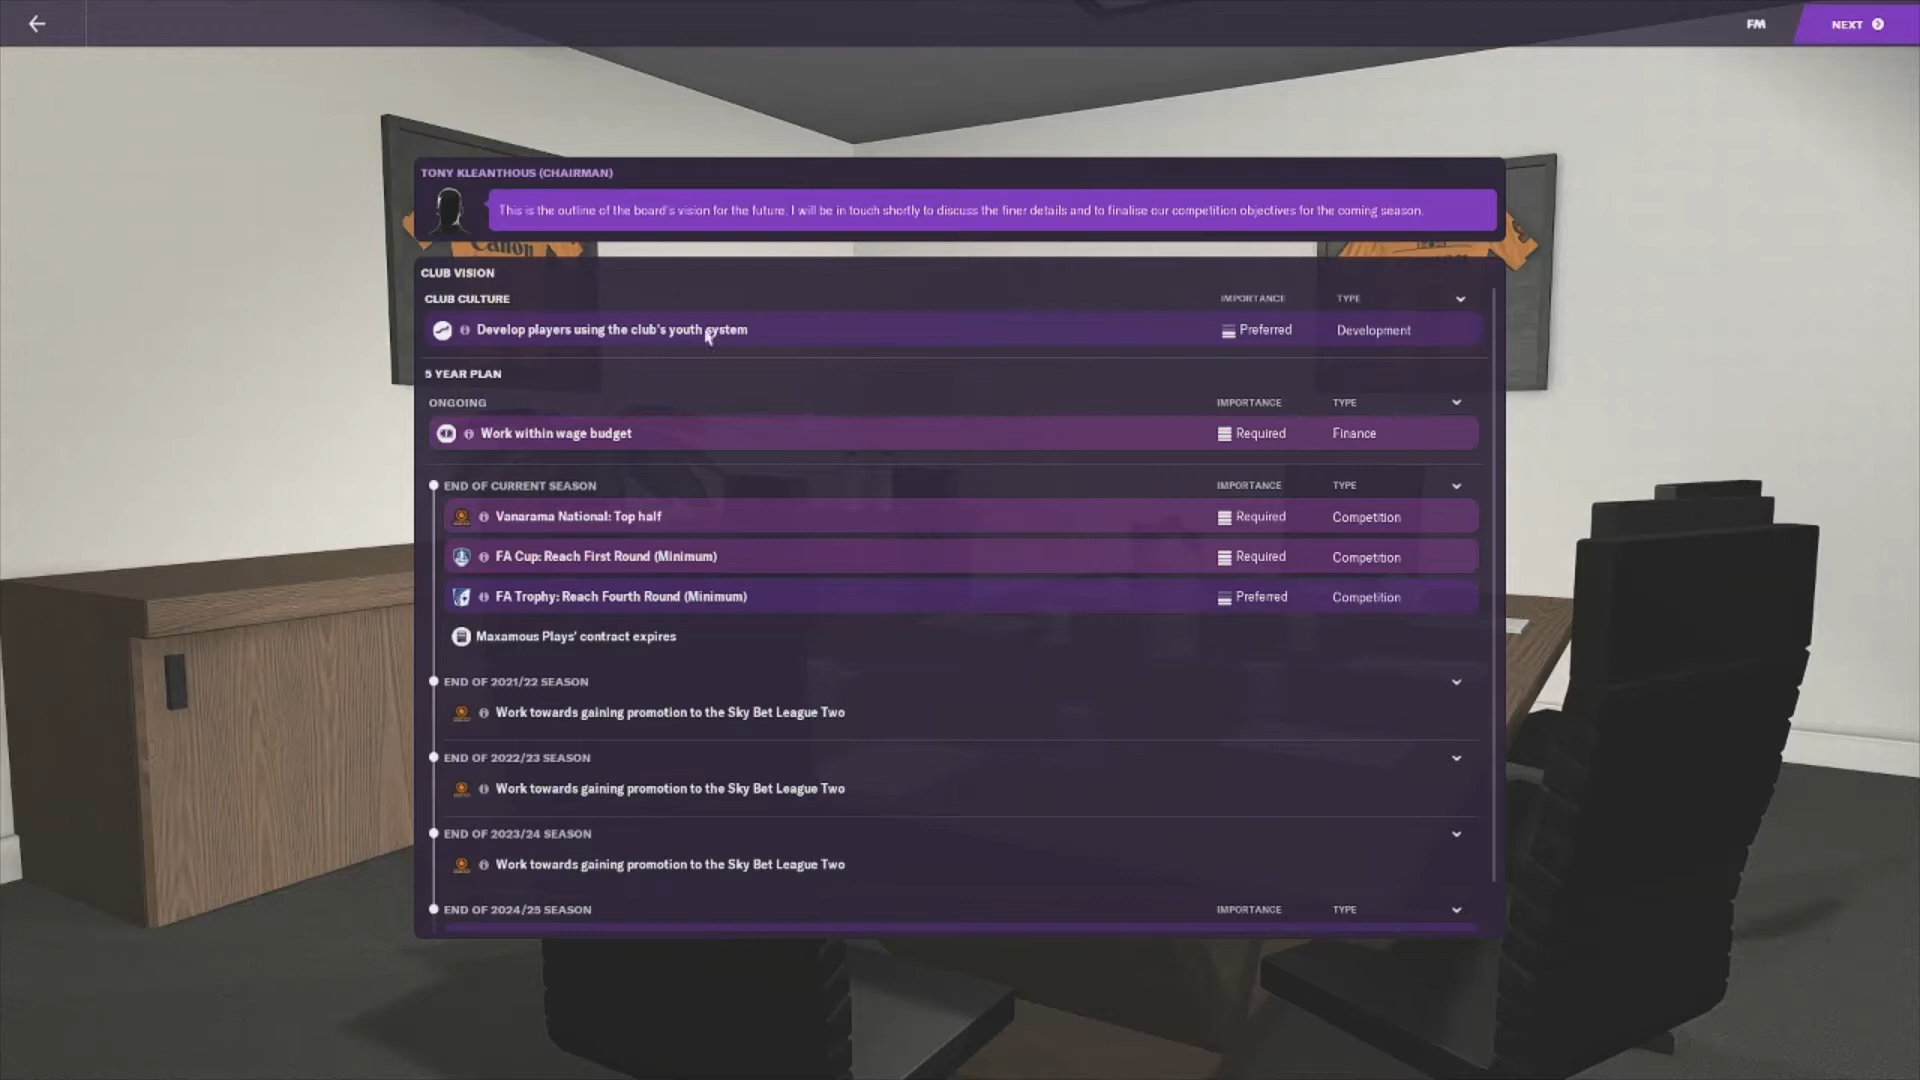 FM
NEXT
TONY KLEANTHOUS (CHAIRMAN)
This is the outline of the board's vision for the future. I will be in touch shortly to discuss the finer details and to finalise our competition objectives for the coming season.
Canon
CLUB VISION
CLUB CULTURE IMPORTANCE TYPE
Develop players using the club's youth system Preferred Development
5 YEAR PLAN
ONGOING IMPORTANCE TYPE
Work within wage budget Required Finance
END OF CURRENT SEASON IMPORTANCE TYPE
Vanarama National: Top half Required Competition
FA Cup: Reach First Round (Minimum) Required Competition
FA Trophy: Reach Fourth Round (Minimum) Preferred Competition
Maxamous Plays' contract expires
END OF 2021/22 SEASON
Work towards gaining promotion to the Sky Bet League Two
END OF 2022/23 SEASON
Work towards gaining promotion to the Sky Bet League Two
END OF 2023/24 SEASON
Work towards gaining promotion to the Sky Bet League Two
END OF 2024/25 SEASON IMPORTANCE TYPE